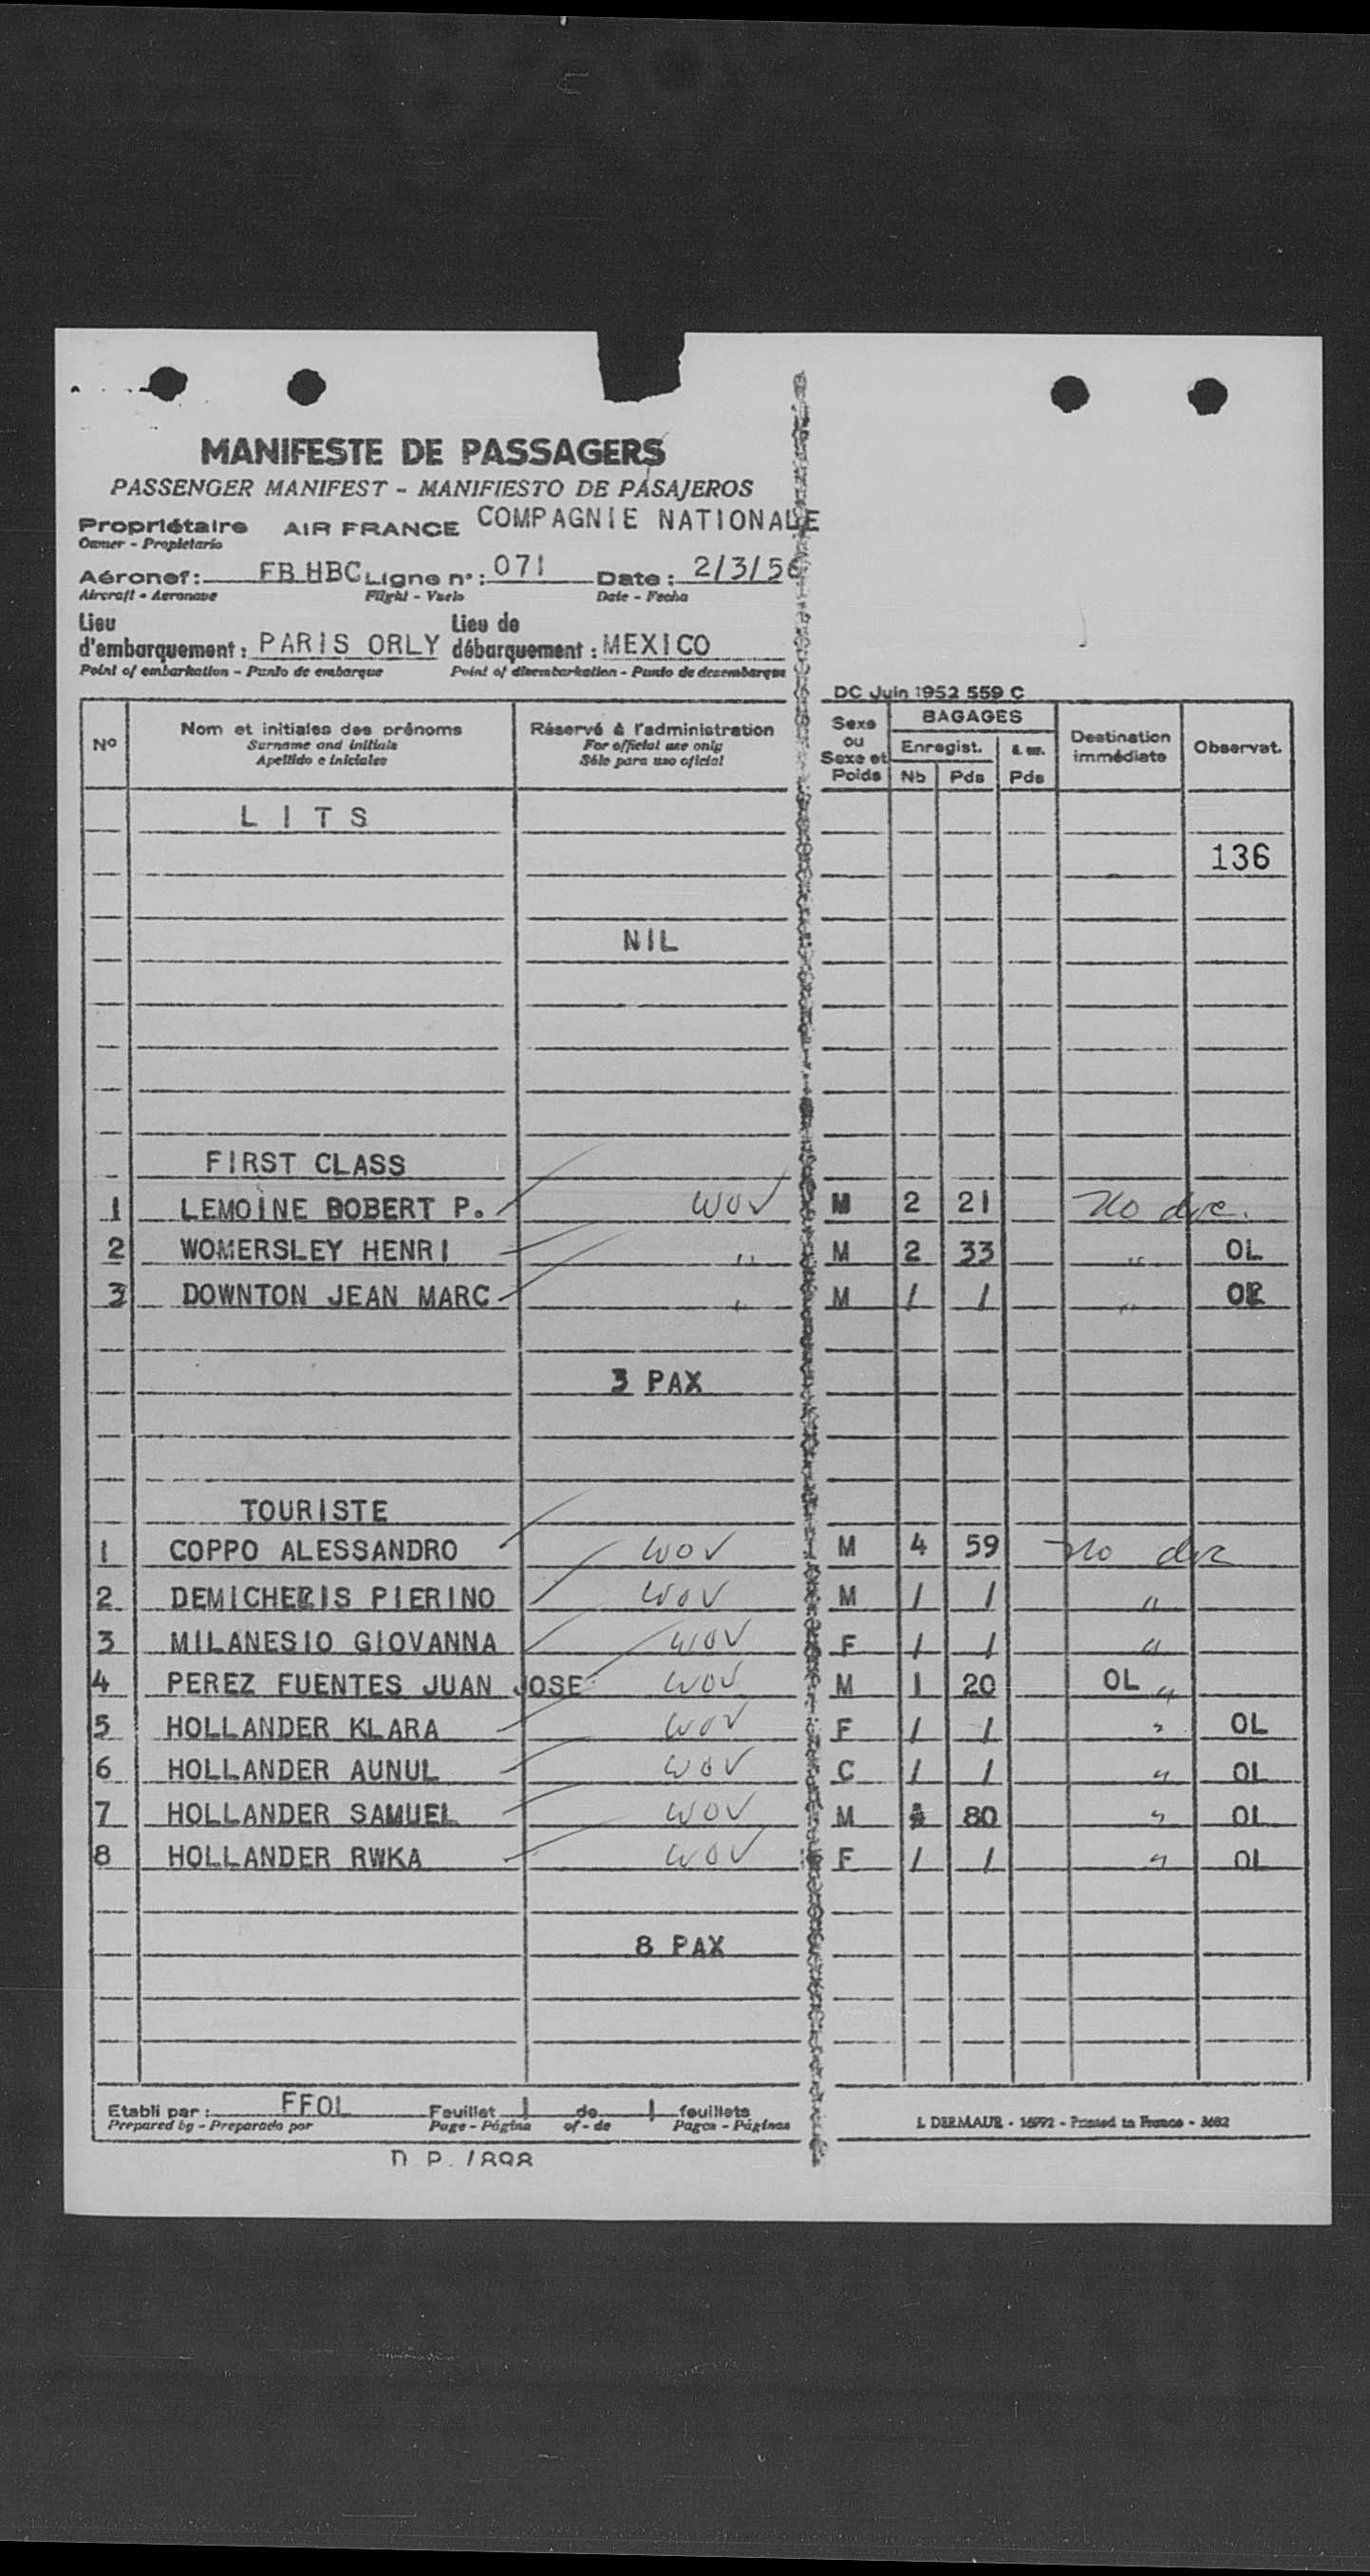 MANIFESTE DE PASSAGERS
PASSENGER MANIFEST - MANIFIESTO DE PASAJEROS
Propriétaire AIR FRANCE COMPAGNIE NATIONALE
Owner - Propietario
Aéronef: FB HBC Ligne n°: 071 Date: 2/3/56
Aircraft - Aeronave Flight - Vuelo Date - Fecha
Lieu d'embarquement: PARIS ORLY Lieu de débarquement: MEXICO
Point of embarkation - Punto de embarque Point of disembarkation - Punto de desembarque
DC Juin 1952 559 C
Nº Nom et initiales des prénoms Réservé à l'administration Sexe ou Sexe et Poids BAGAGES Destination immédiate Observat.
Surname and initials For official use only Enregist.
Apellido e iniciales Sólo para uso oficial Nb Pds Pds
LITS
136
NIL
FIRST CLASS
1 LEMOINE BOBERT P. WOV M 2 21 No
2 WOMERSLEY HENRI " M 2 33 " OL
3 DOWNTON JEAN MARC " M / / "
3 PAX
TOURISTE
1 COPPO ALESSANDRO WOV M 4 59 No
2 PIERINO WOV M / / "
3 MILANESIO GIOVANNA WOV F / / "
4 PEREZ FUENTES JUAN JOSE WOV M 1 20 OL "
5 HOLLANDER KLARA WOV F / / " OL
6 HOLLANDER AUNUL WOV C / / " OL
7 HOLLANDER SAMUEL WOV M 80 " OL
8 HOLLANDER RWKA WOV F / / " OL
8 PAX
Etabli par: FFOL Feuillet 1 de 1 feuillets
Prepared by - Preparado por Page - Página of - de Pages - Páginas
L DERMAUR - 16992 - Printed in France - 3682
D.P. 1898